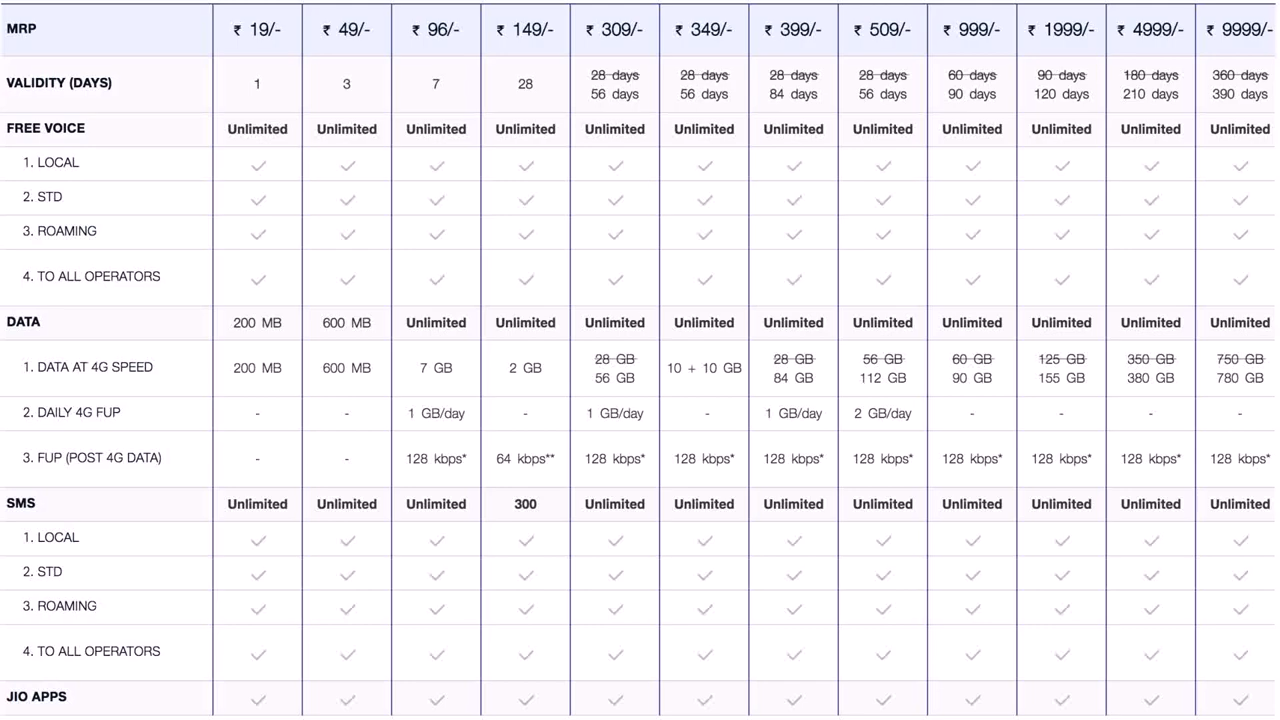 MRP ₹ 19/- ₹ 49/- ₹ 96/- ₹ 149/- ₹ 309/- ₹ 349/- ₹ 399/- ₹ 509/- ₹ 999/- ₹ 1999/- ₹ 4999/- ₹ 9999/-
28 days 28 days 28 days 28 days 60 days 90 days 180 days 360 days
VALIDITY (DAYS) 1 3 7 28
56 days 56 days 84 days 56 days 90 days 120 days 210 days 390 days
FREE VOICE Unlimited Unlimited Unlimited Unlimited Unlimited Unlimited Unlimited Unlimited Unlimited Unlimited Unlimited Unlimited
1. LOCAL
2. STD
3. ROAMING
4. TO ALL OPERATORS
DATA 200 MB 600 MB Unlimited Unlimited Unlimited Unlimited Unlimited Unlimited Unlimited Unlimited Unlimited Unlimited
28 GB 28 GB 56 GB 60 GB 125 GB 350 GB 750 GB
1. DATA AT 4G SPEED 200 MB 600 MB 7 GB 2 GB 10 + 10 GB
56 GB 84 GB 112 GB 90 GB 155 GB 380 GB 780 GB
2. DAILY 4G FUP - - 1 GB/day - 1 GB/day - 1 GB/day 2 GB/day - - - -
3. FUP (POST 4G DATA) - - 128 kbps* 64 kbps** 128 kbps* 128 kbps* 128 kbps* 128 kbps* 128 kbps* 128 kbps* 128 kbps* 128 kbps*
SMS Unlimited Unlimited Unlimited 300 Unlimited Unlimited Unlimited Unlimited Unlimited Unlimited Unlimited Unlimited
1. LOCAL
2. STD
3. ROAMING
4. TO ALL OPERATORS
JIO APPS